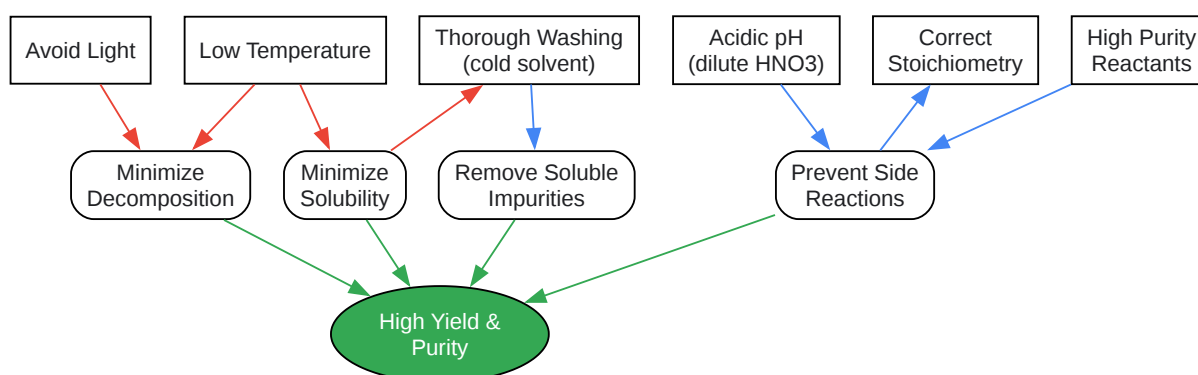 Avoid Light
Low Temperature
Thorough Washing
(cold solvent)
Acidic pH
(dilute HNO3)
Correct
Stoichiometry
High Purity
Reactants
Minimize
Decomposition
Minimize
Solubility
Remove Soluble
Impurities
Prevent Side
Reactions
High Yield &
Purity